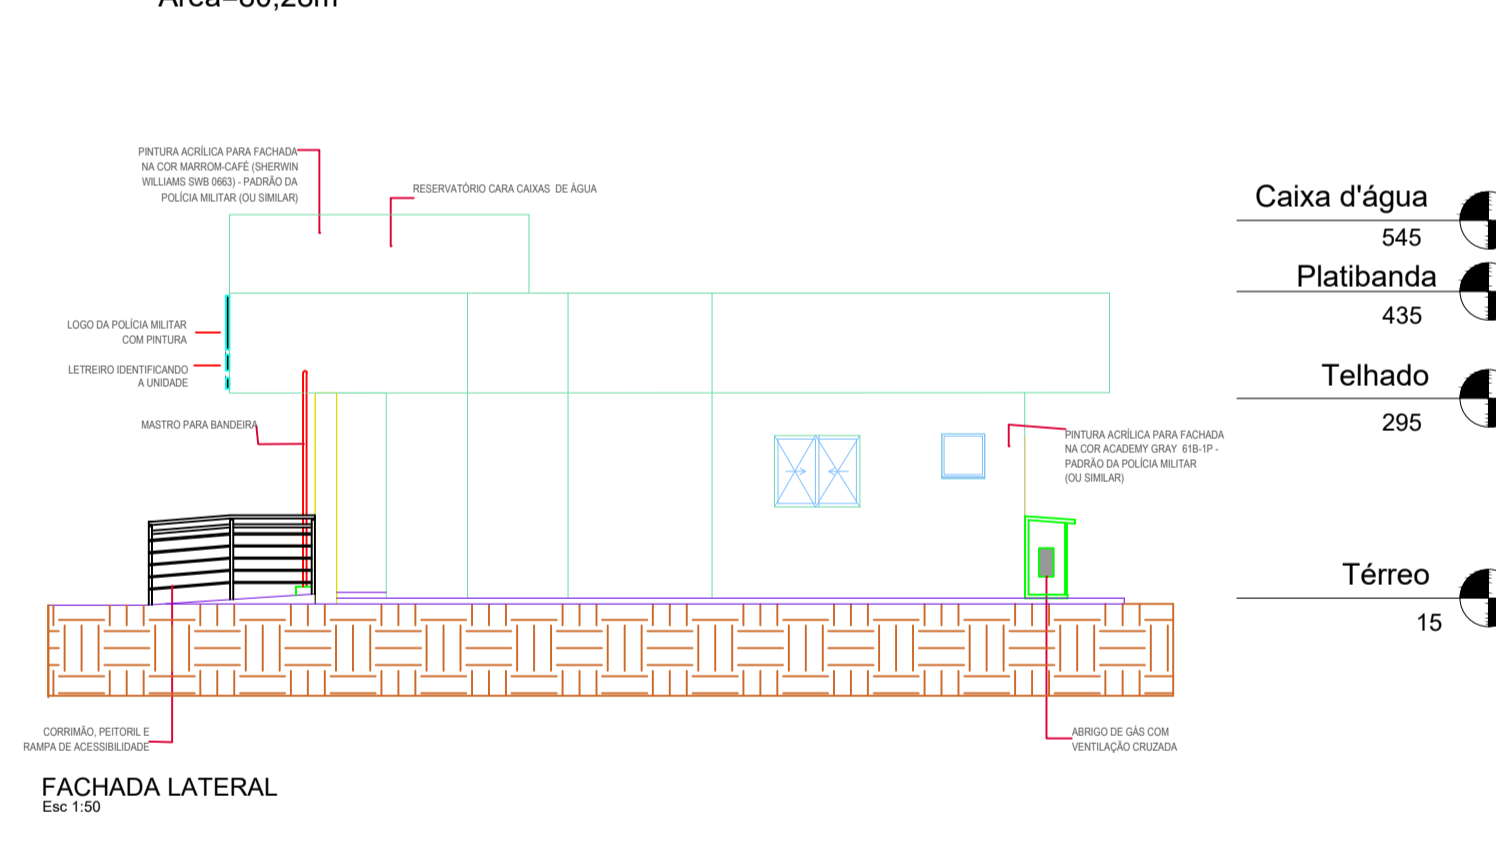 Área=80,28m
PINTURA ACRÍLICA PARA FACHADA
NA COR MARROM-CAFÉ (SHERWIN
WILLIAMS SWB 0663) - PADRÃO DA
POLÍCIA MILITAR (OU SIMILAR)
RESERVATÓRIO CARA CAIXAS DE ÁGUA
LOGO DA POLÍCIA MILITAR
COM PINTURA
LETREIRO IDENTIFICANDO
A UNIDADE
MASTRO PARA BANDEIRA
PINTURA ACRÍLICA PARA FACHADA
NA COR ACADEMY GRAY 61B-1P -
PADRÃO DA POLÍCIA MILITAR
(OU SIMILAR)
Caixa d'água
545
Platibanda
435
Telhado
295
Térreo
15
CORRIMÃO, PEITORIL E
RAMPA DE ACESSIBILIDADE
ABRIGO DE GÁS COM
VENTILAÇÃO CRUZADA
FACHADA LATERAL
Esc 1:50